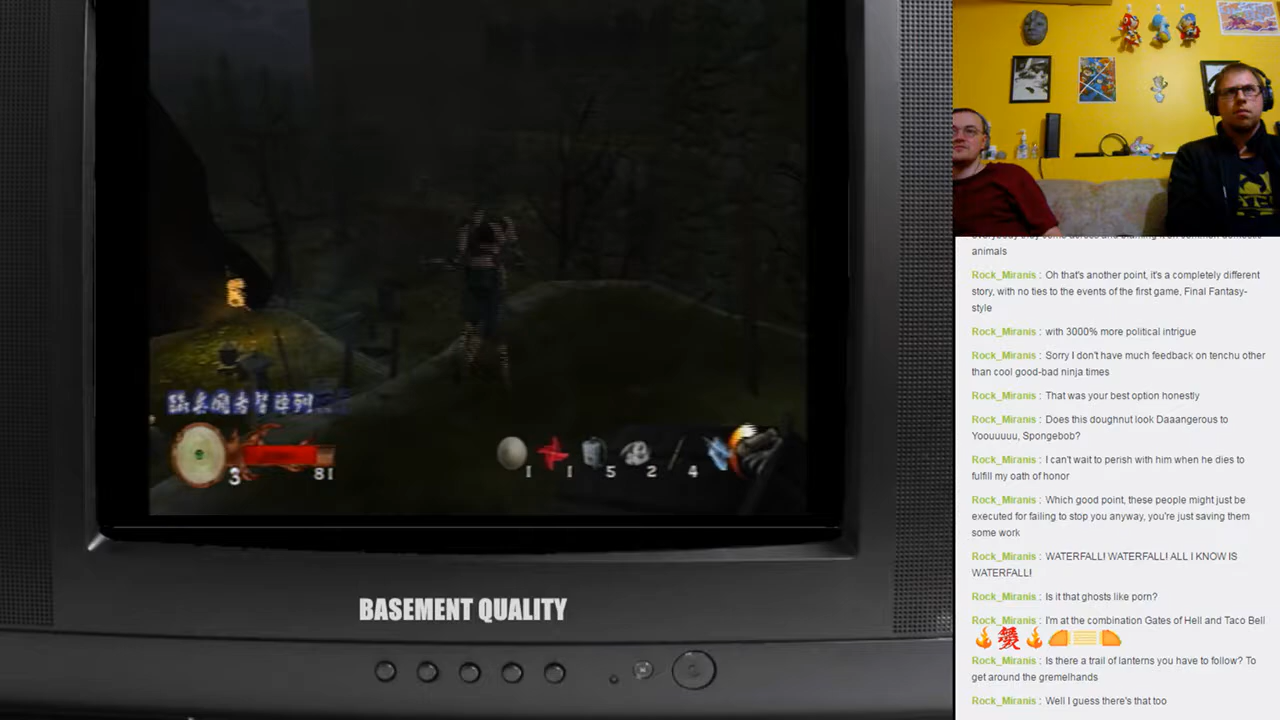 3
81
1
1
5
2
4
BASEMENT QUALITY
animals
Rock_Miranis : Oh that's another point, it's a completely different
story, with no ties to the events of the first game, Final Fantasy-
style
Rock_Miranis : with 3000% more political intrigue
Rock_Miranis : Sorry I don't have much feedback on tenchu other
than cool good-bad ninja times
Rock_Miranis : That was your best option honestly
Rock_Miranis : Does this doughnut look Daaangerous to
Yoouuuuu, Spongebob?
Rock_Miranis : I can't wait to perish with him when he dies to
fulfill my oath of honor
Rock_Miranis : Which good point, these people might just be
executed for failing to stop you anyway, you're just saving them
some work
Rock_Miranis : WATERFALL! WATERFALL! ALL I KNOW IS
WATERFALL!
Rock_Miranis : Is it that ghosts like porn?
Rock_Miranis : I'm at the combination Gates of Hell and Taco Bell
Rock_Miranis : Is there a trail of lanterns you have to follow? To
get around the gremelhands
Rock_Miranis : Well I guess there's that too